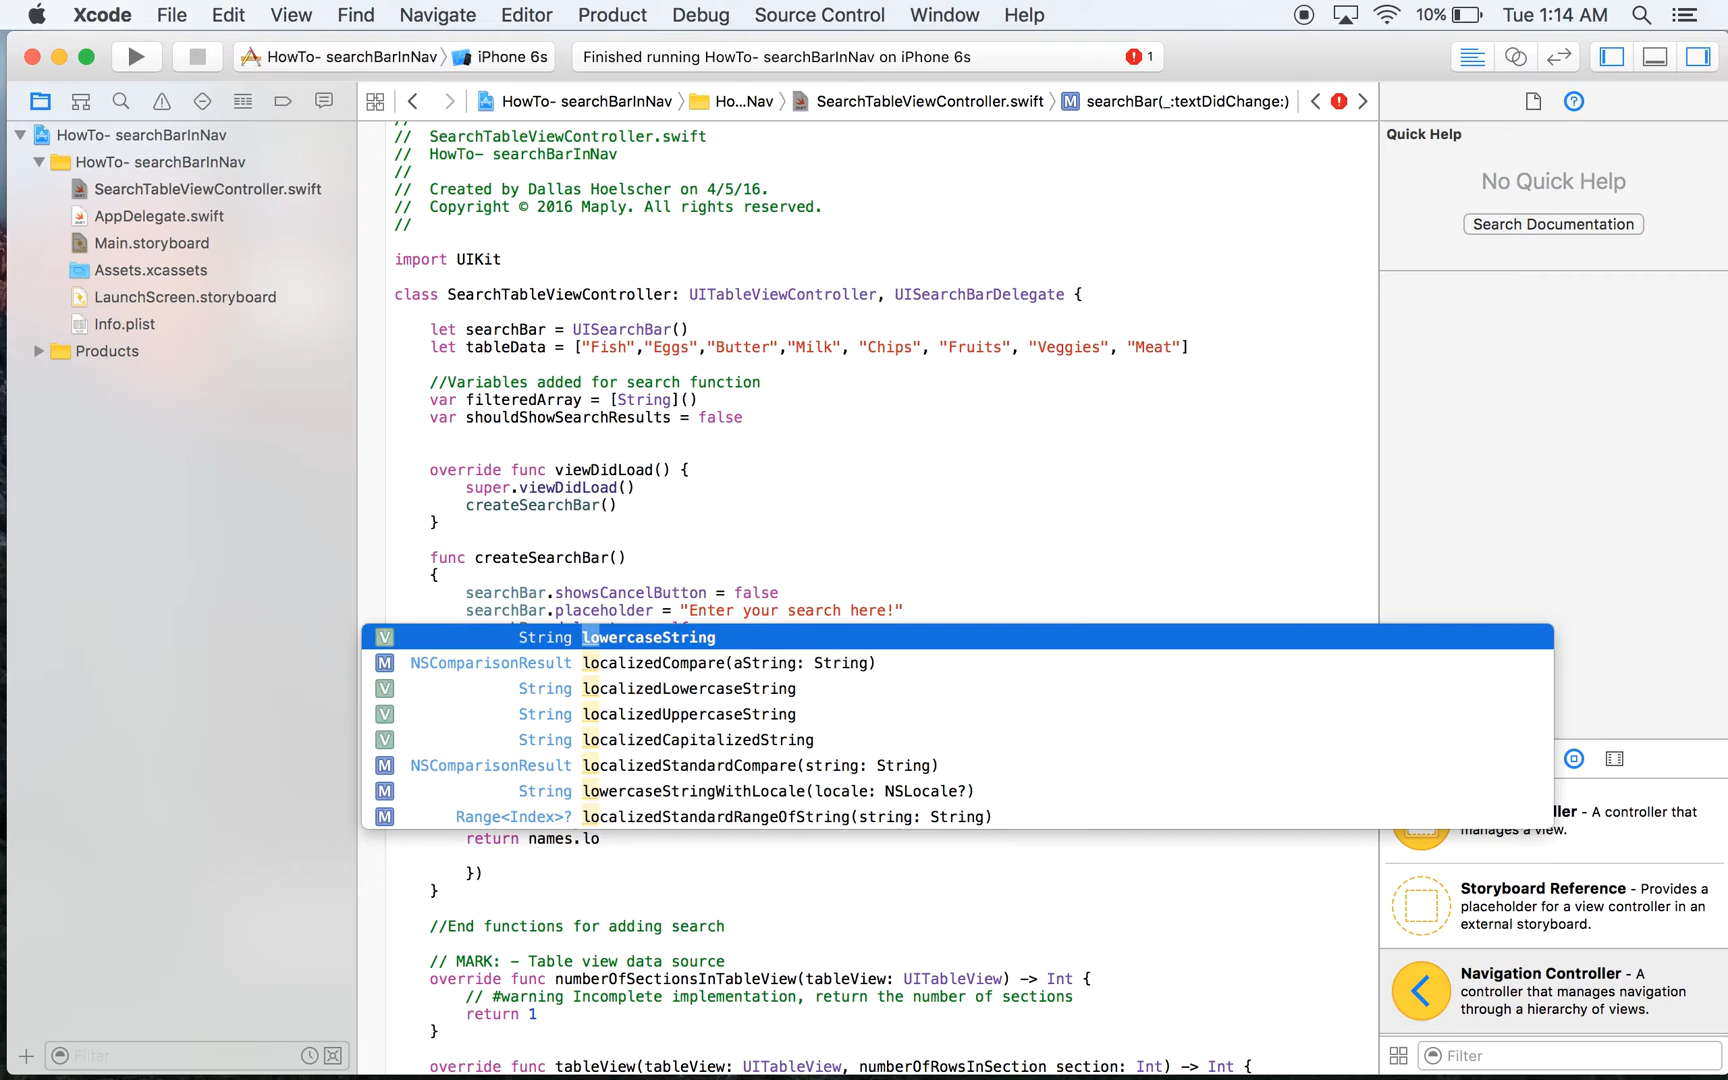 Xcode File Edit View Find Navigate Editor Product Debug Source Control Window Help 10% Tue 1:14 AM
HowTo- searchBarInNav iPhone 6s Finished running HowTo- searchBarInNav on iPhone 6s 1
HowTo- searchBarInNav Ho...Nav SearchTableViewController.swift M searchBar(_:textDidChange:)
HowTo- searchBarInNav
HowTo- searchBarInNav
SearchTableViewController.swift
AppDelegate.swift
Main.storyboard
Assets.xcassets
LaunchScreen.storyboard
Info.plist
Products
Filter
//
// SearchTableViewController.swift
// HowTo- searchBarInNav
//
// Created by Dallas Hoelscher on 4/5/16.
// Copyright © 2016 Maply. All rights reserved.
//
import UIKit
class SearchTableViewController: UITableViewController, UISearchBarDelegate {
let searchBar = UISearchBar()
let tableData = ["Fish","Eggs","Butter","Milk", "Chips", "Fruits", "Veggies", "Meat"]
//Variables added for search function
var filteredArray = [String]()
var shouldShowSearchResults = false
override func viewDidLoad() {
super.viewDidLoad()
createSearchBar()
}
func createSearchBar()
{
searchBar.showsCancelButton = false
searchBar.placeholder = "Enter your search here!"
V String lowercaseString
M NSComparisonResult localizedCompare(aString: String)
V String localizedLowercaseString
V String localizedUppercaseString
V String localizedCapitalizedString
M NSComparisonResult localizedStandardCompare(string: String)
M String lowercaseStringWithLocale(locale: NSLocale?)
M Range<Index>? localizedStandardRangeOfString(string: String)
return names.lo
})
}
//End functions for adding search
// MARK: - Table view data source
override func numberOfSectionsInTableView(tableView: UITableView) -> Int {
// #warning Incomplete implementation, return the number of sections
return 1
}
override func tableView(tableView: UITableView, numberOfRowsInSection section: Int) -> Int {
Quick Help
No Quick Help
Search Documentation
ller - A controller that
manages a view.
Storyboard Reference - Provides a
placeholder for a view controller in an
external storyboard.
Navigation Controller - A
controller that manages navigation
through a hierarchy of views.
Filter